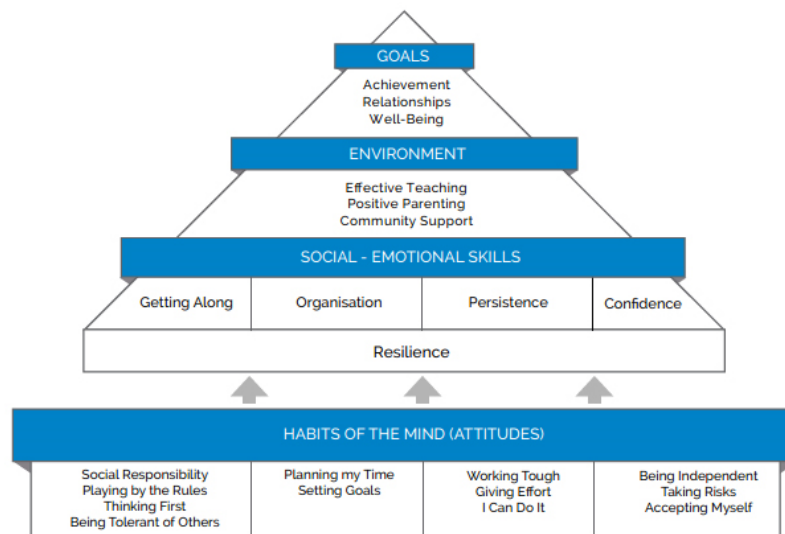 GOALS
Achievement
Relationships
Well-Being
ENVIRONMENT
Effective Teaching
Positive Parenting
Community Support
SOCIAL - EMOTIONAL SKILLS
Getting Along
Organisation
Persistence
Confidence
Resilience
HABITS OF THE MIND (ATTITUDES)
Social Responsibility
Playing by the Rules
Thinking First
Being Tolerant of Others
Planning my Time
Setting Goals
Working Tough
Giving Effort
I Can Do It
Being Independent
Taking Risks
Accepting Myself